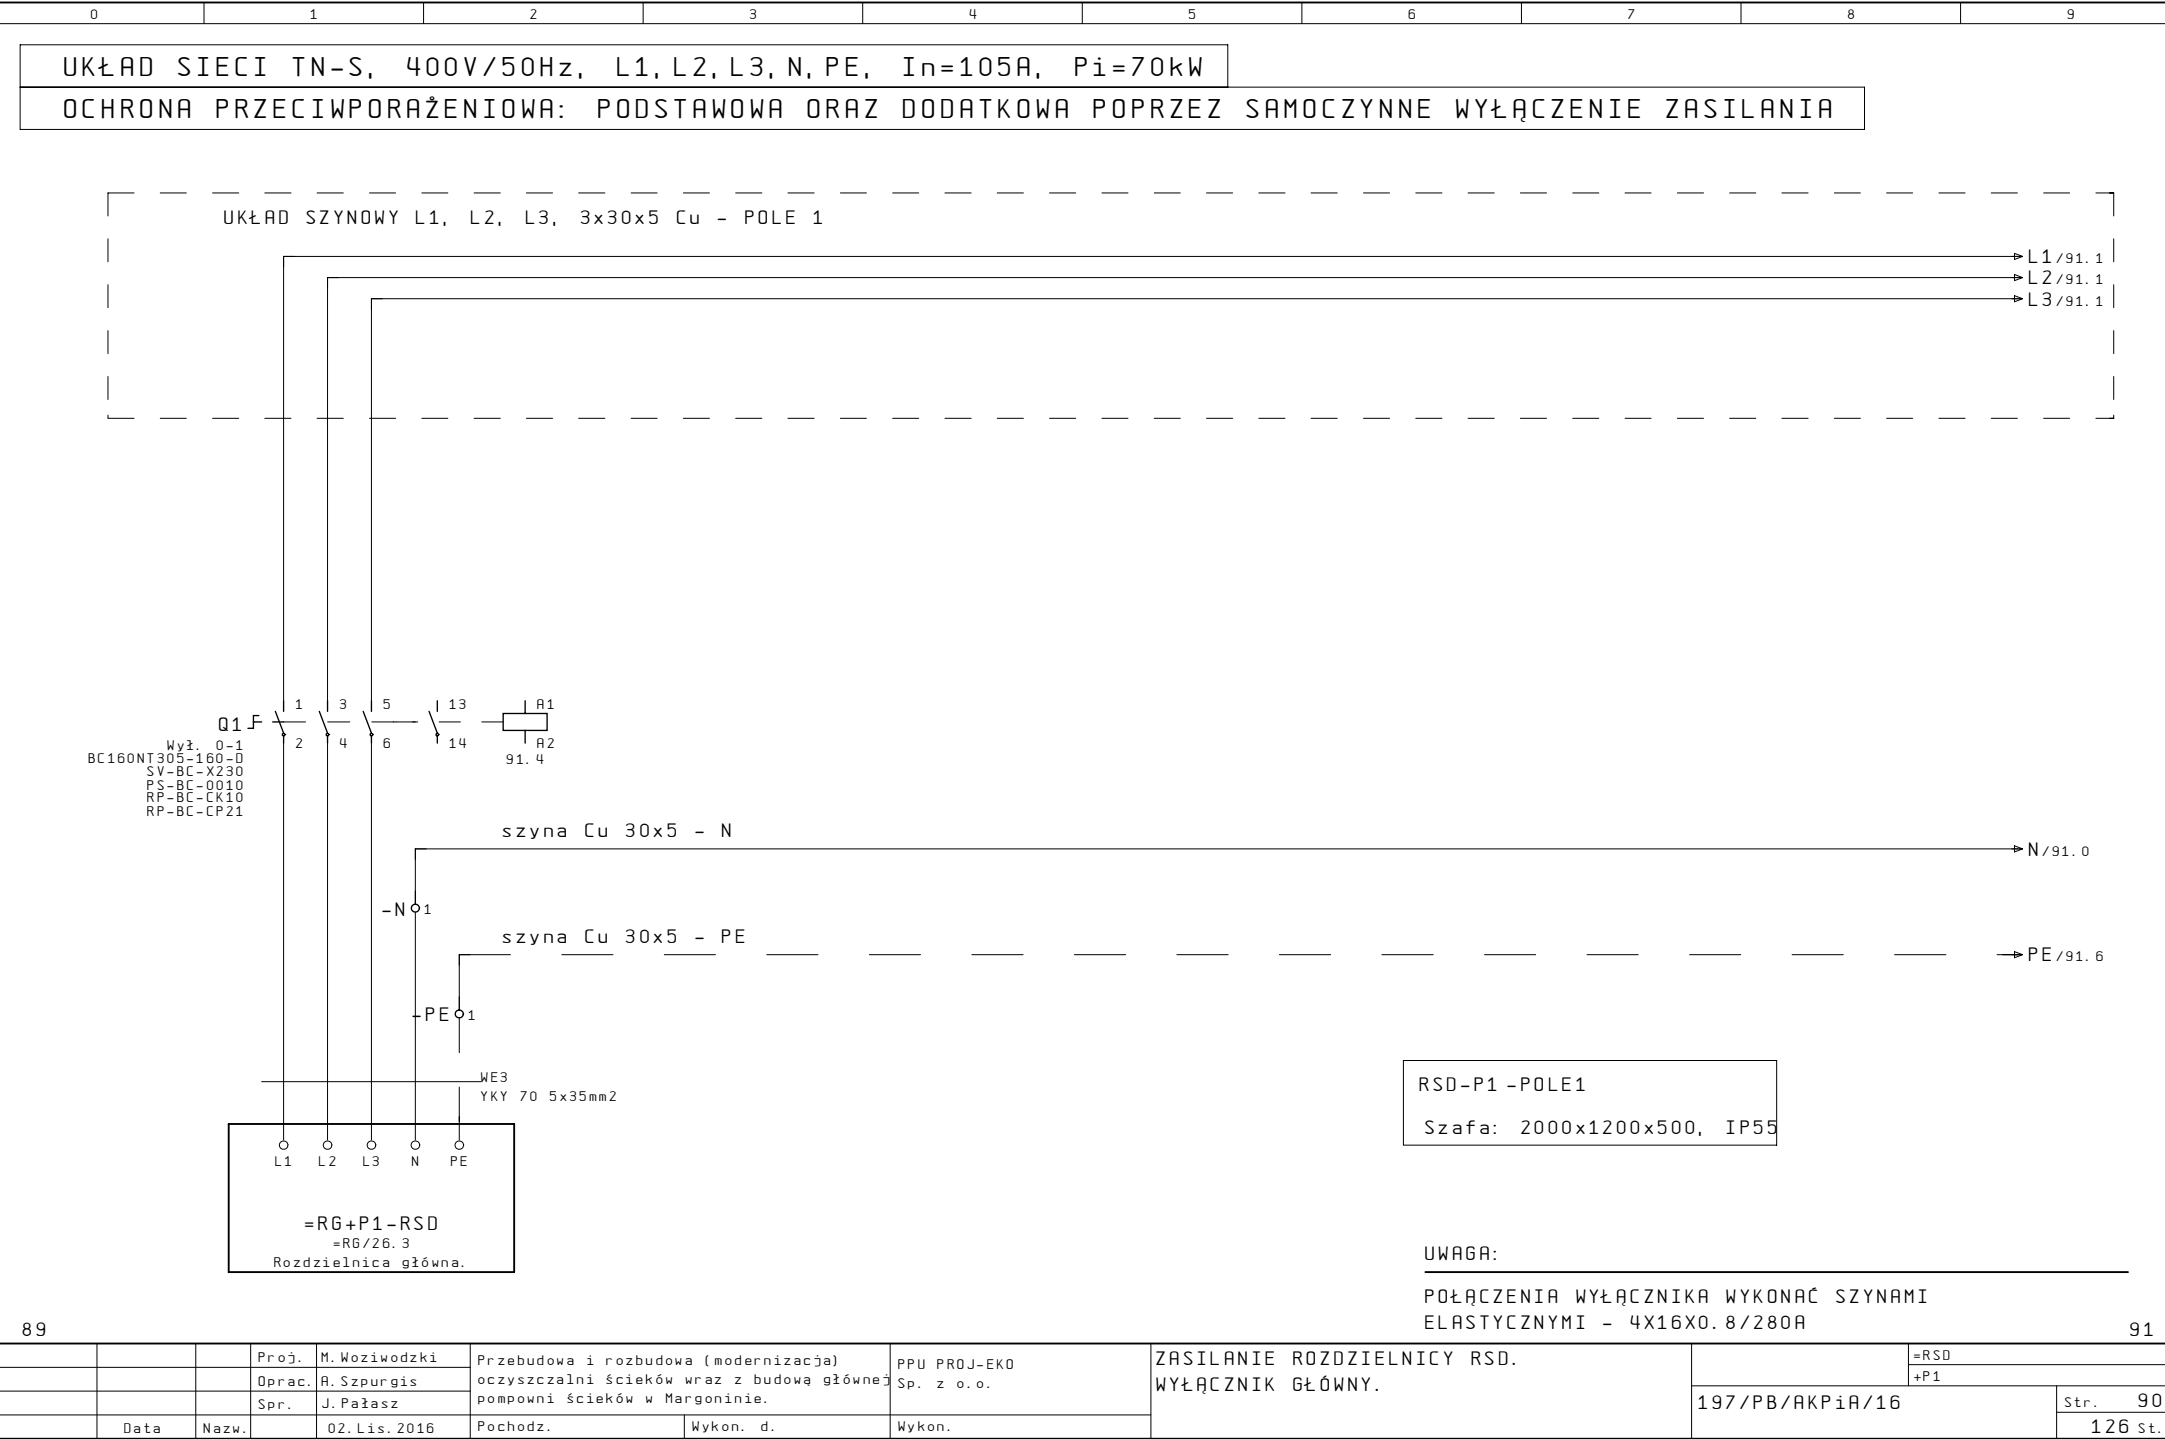 0 1 2 3 4 5 6 7 8 9
UKŁAD SIECI TN-S, 400V/50Hz, L1,L2,L3,N,PE, In=105A, Pi=70kW
OCHRONA PRZECIWPORAŻENIOWA: PODSTAWOWA ORAZ DODATKOWA POPRZEZ SAMOCZYNNE WYŁĄCZENIE ZASILANIA
UKŁAD SZYNOWY L1, L2, L3, 3x30x5 Cu - POLE 1
L1/91.1
L2/91.1
L3/91.1
1 3 5 13 A1
Q1
2 4 6 14 A2
Wył. 0-1
91.4
BC160NT305-160-D
SV-BC-X230
PS-BC-0010
RP-BC-CK10
RP-BC-CP21
szyna Cu 30x5 - N
N/91.0
-N 1
szyna Cu 30x5 - PE
PE/91.6
-PE 1
WE3
YKY 70 5x35mm2
RSD-P1-POLE1
Szafa: 2000x1200x500, IP55
L1 L2 L3 N PE
=RG+P1-RSD
=RG/26.3
Rozdzielnica główna.
UWAGA:
POŁĄCZENIA WYŁĄCZNIKA WYKONAĆ SZYNAMI
ELASTYCZNYMI - 4X16X0.8/280A
89
91
Proj. M.Woziwodzki
Oprac. A.Szpurgis
Spr. J.Pałasz
Data Nazw. 02.Lis.2016
Przebudowa i rozbudowa (modernizacja)
oczyszczalni ścieków wraz z budową głównej
pompowni ścieków w Margoninie.
Pochodz. Wykon. d. Wykon.
PPU PROJ-EKO
Sp. z o.o.
ZASILANIE ROZDZIELNICY RSD.
WYŁĄCZNIK GŁÓWNY.
197/PB/AKPiA/16
=RSD
+P1
Str. 90
126 St.